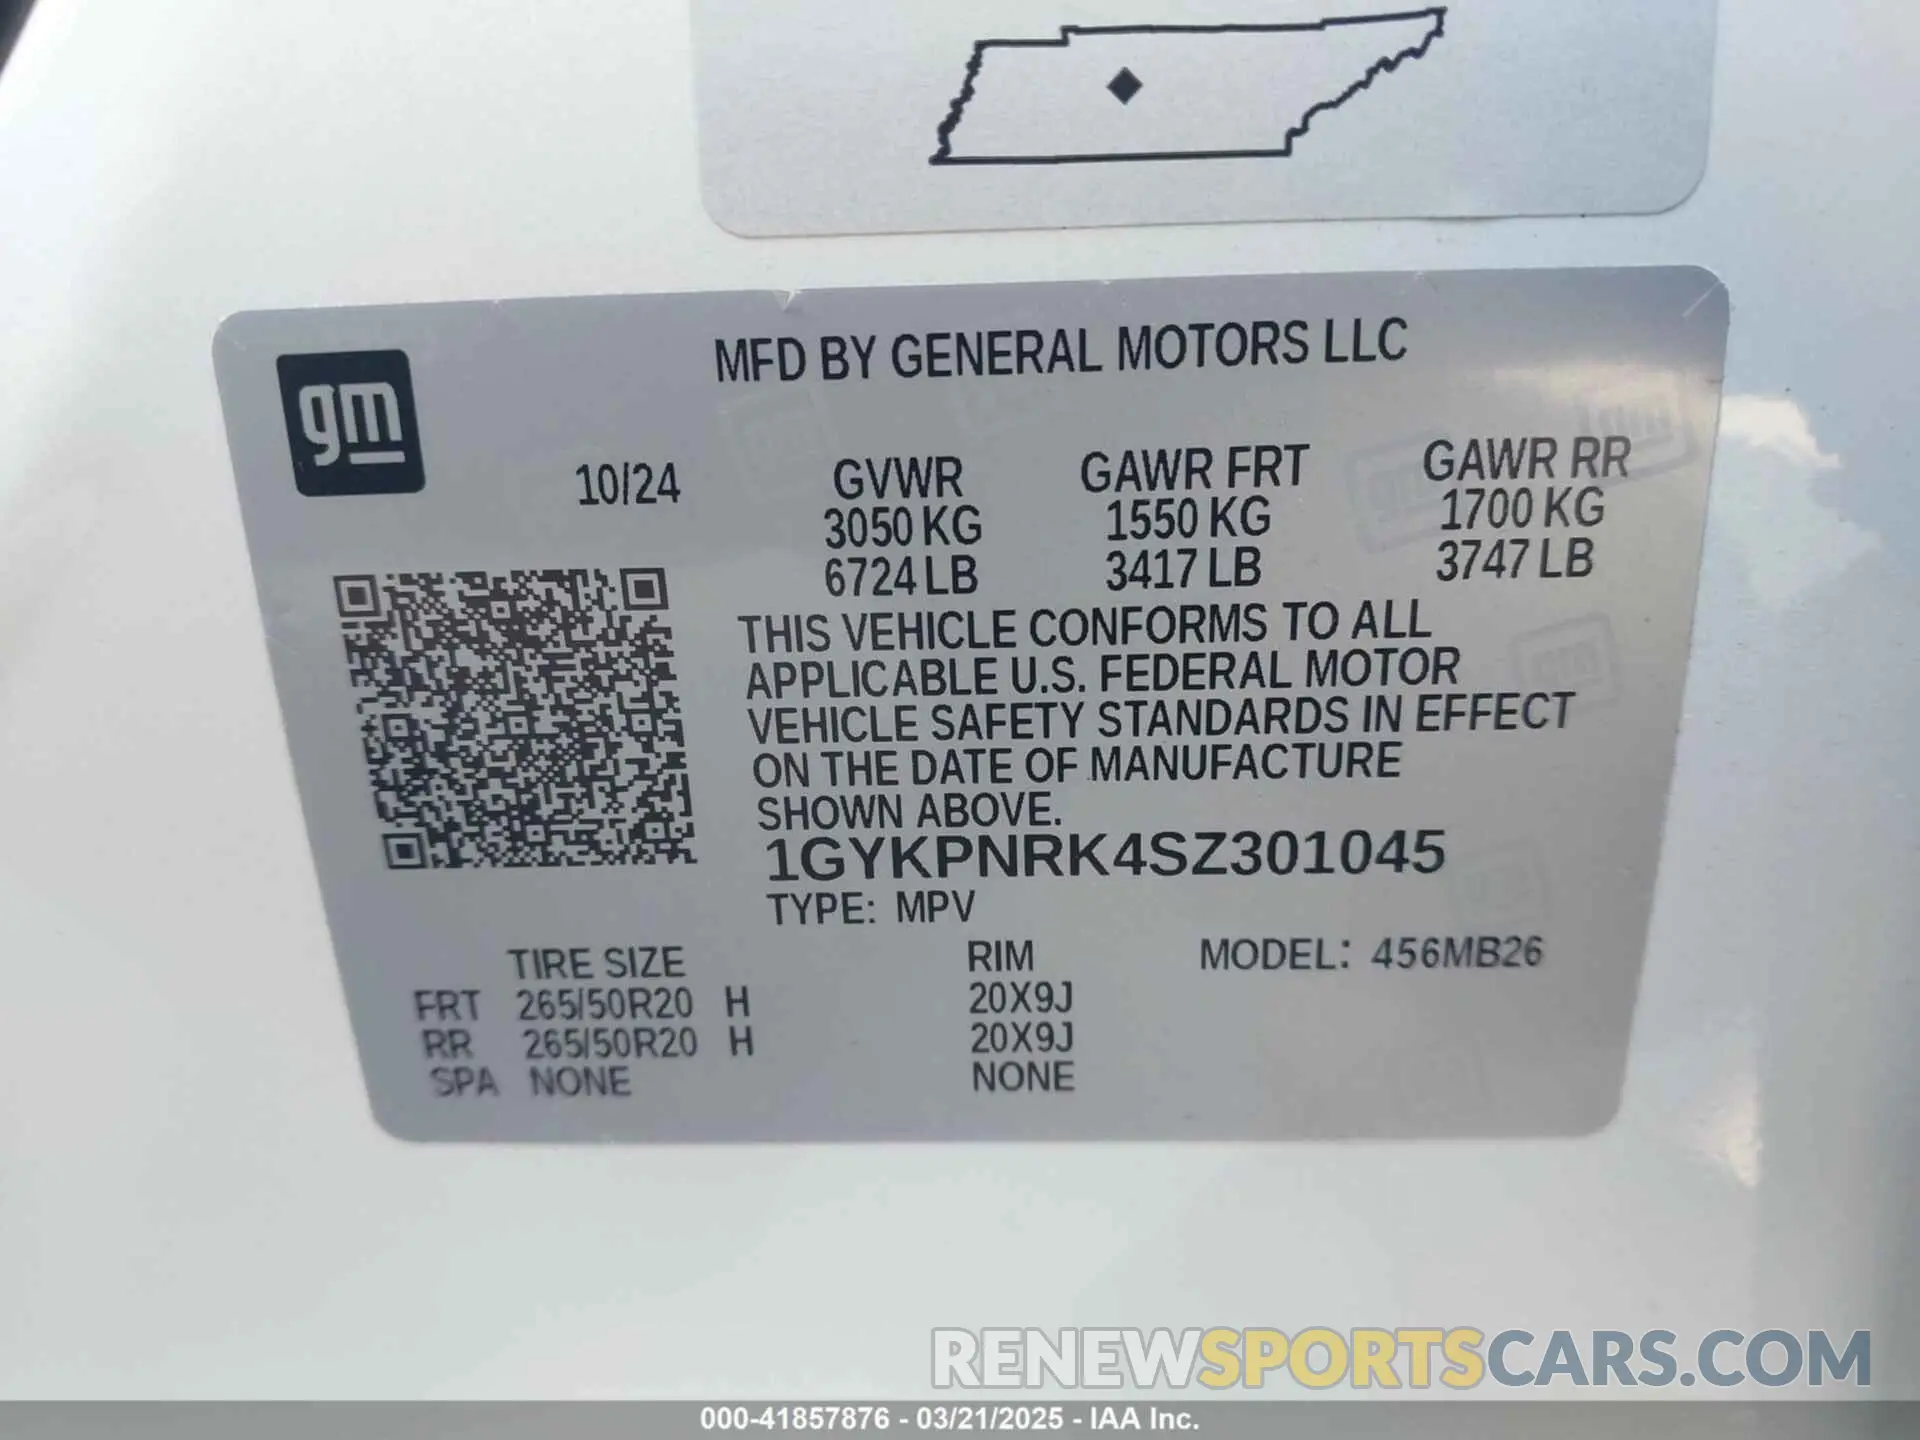 MFD BY GENERAL MOTORS LLC
gm
10/24 GVWR GAWR FRT GAWR RR
3050 KG 1550 KG 1700 KG
6724 LB 3417 LB 3747 LB
THIS VEHICLE CONFORMS TO ALL
APPLICABLE U.S. FEDERAL MOTOR
VEHICLE SAFETY STANDARDS IN EFFECT
ON THE DATE OF MANUFACTURE
SHOWN ABOVE.
1GYKPNRK4SZ301045
TYPE: MPV
TIRE SIZE RIM MODEL: 456MB26
FRT 265/50R20 H 20X9J
RR 265/50R20 H 20X9J
SPA NONE NONE
RENEWSPORTSCARS.COM
000-41857876 - 03/21/2025 - IAA Inc.